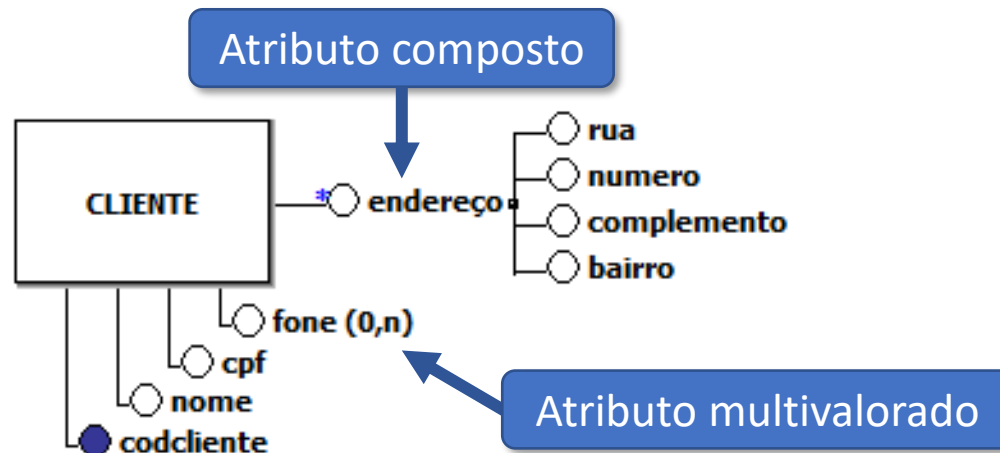 Atributo composto
rua
numero
CLIENTE
* endereço
complemento
bairro
fone (0,n)
cpf
nome
Atributo multivalorado
codcliente